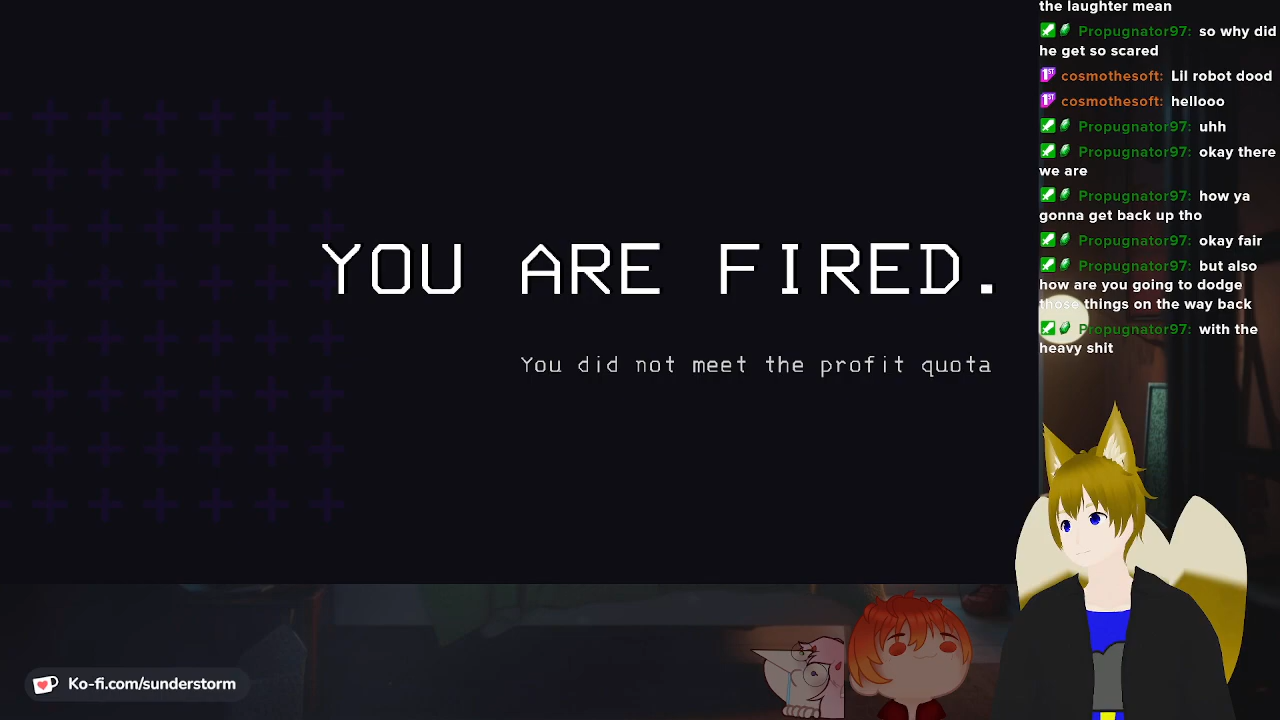 YOU ARE FIRED.
You did not meet the profit quota
the laughter mean
Propugnator97: so why did
he get so scared
1ST cosmothesoft: Lil robot dood
1ST cosmothesoft: hellooo
Propugnator97: uhh
Propugnator97: okay there
we are
Propugnator97: how ya
gonna get back up tho
Propugnator97: okay fair
Propugnator97: but also
how are you going to dodge
those things on the way back
Propugnator97: with the
heavy shit
Ko-fi.com/sunderstorm